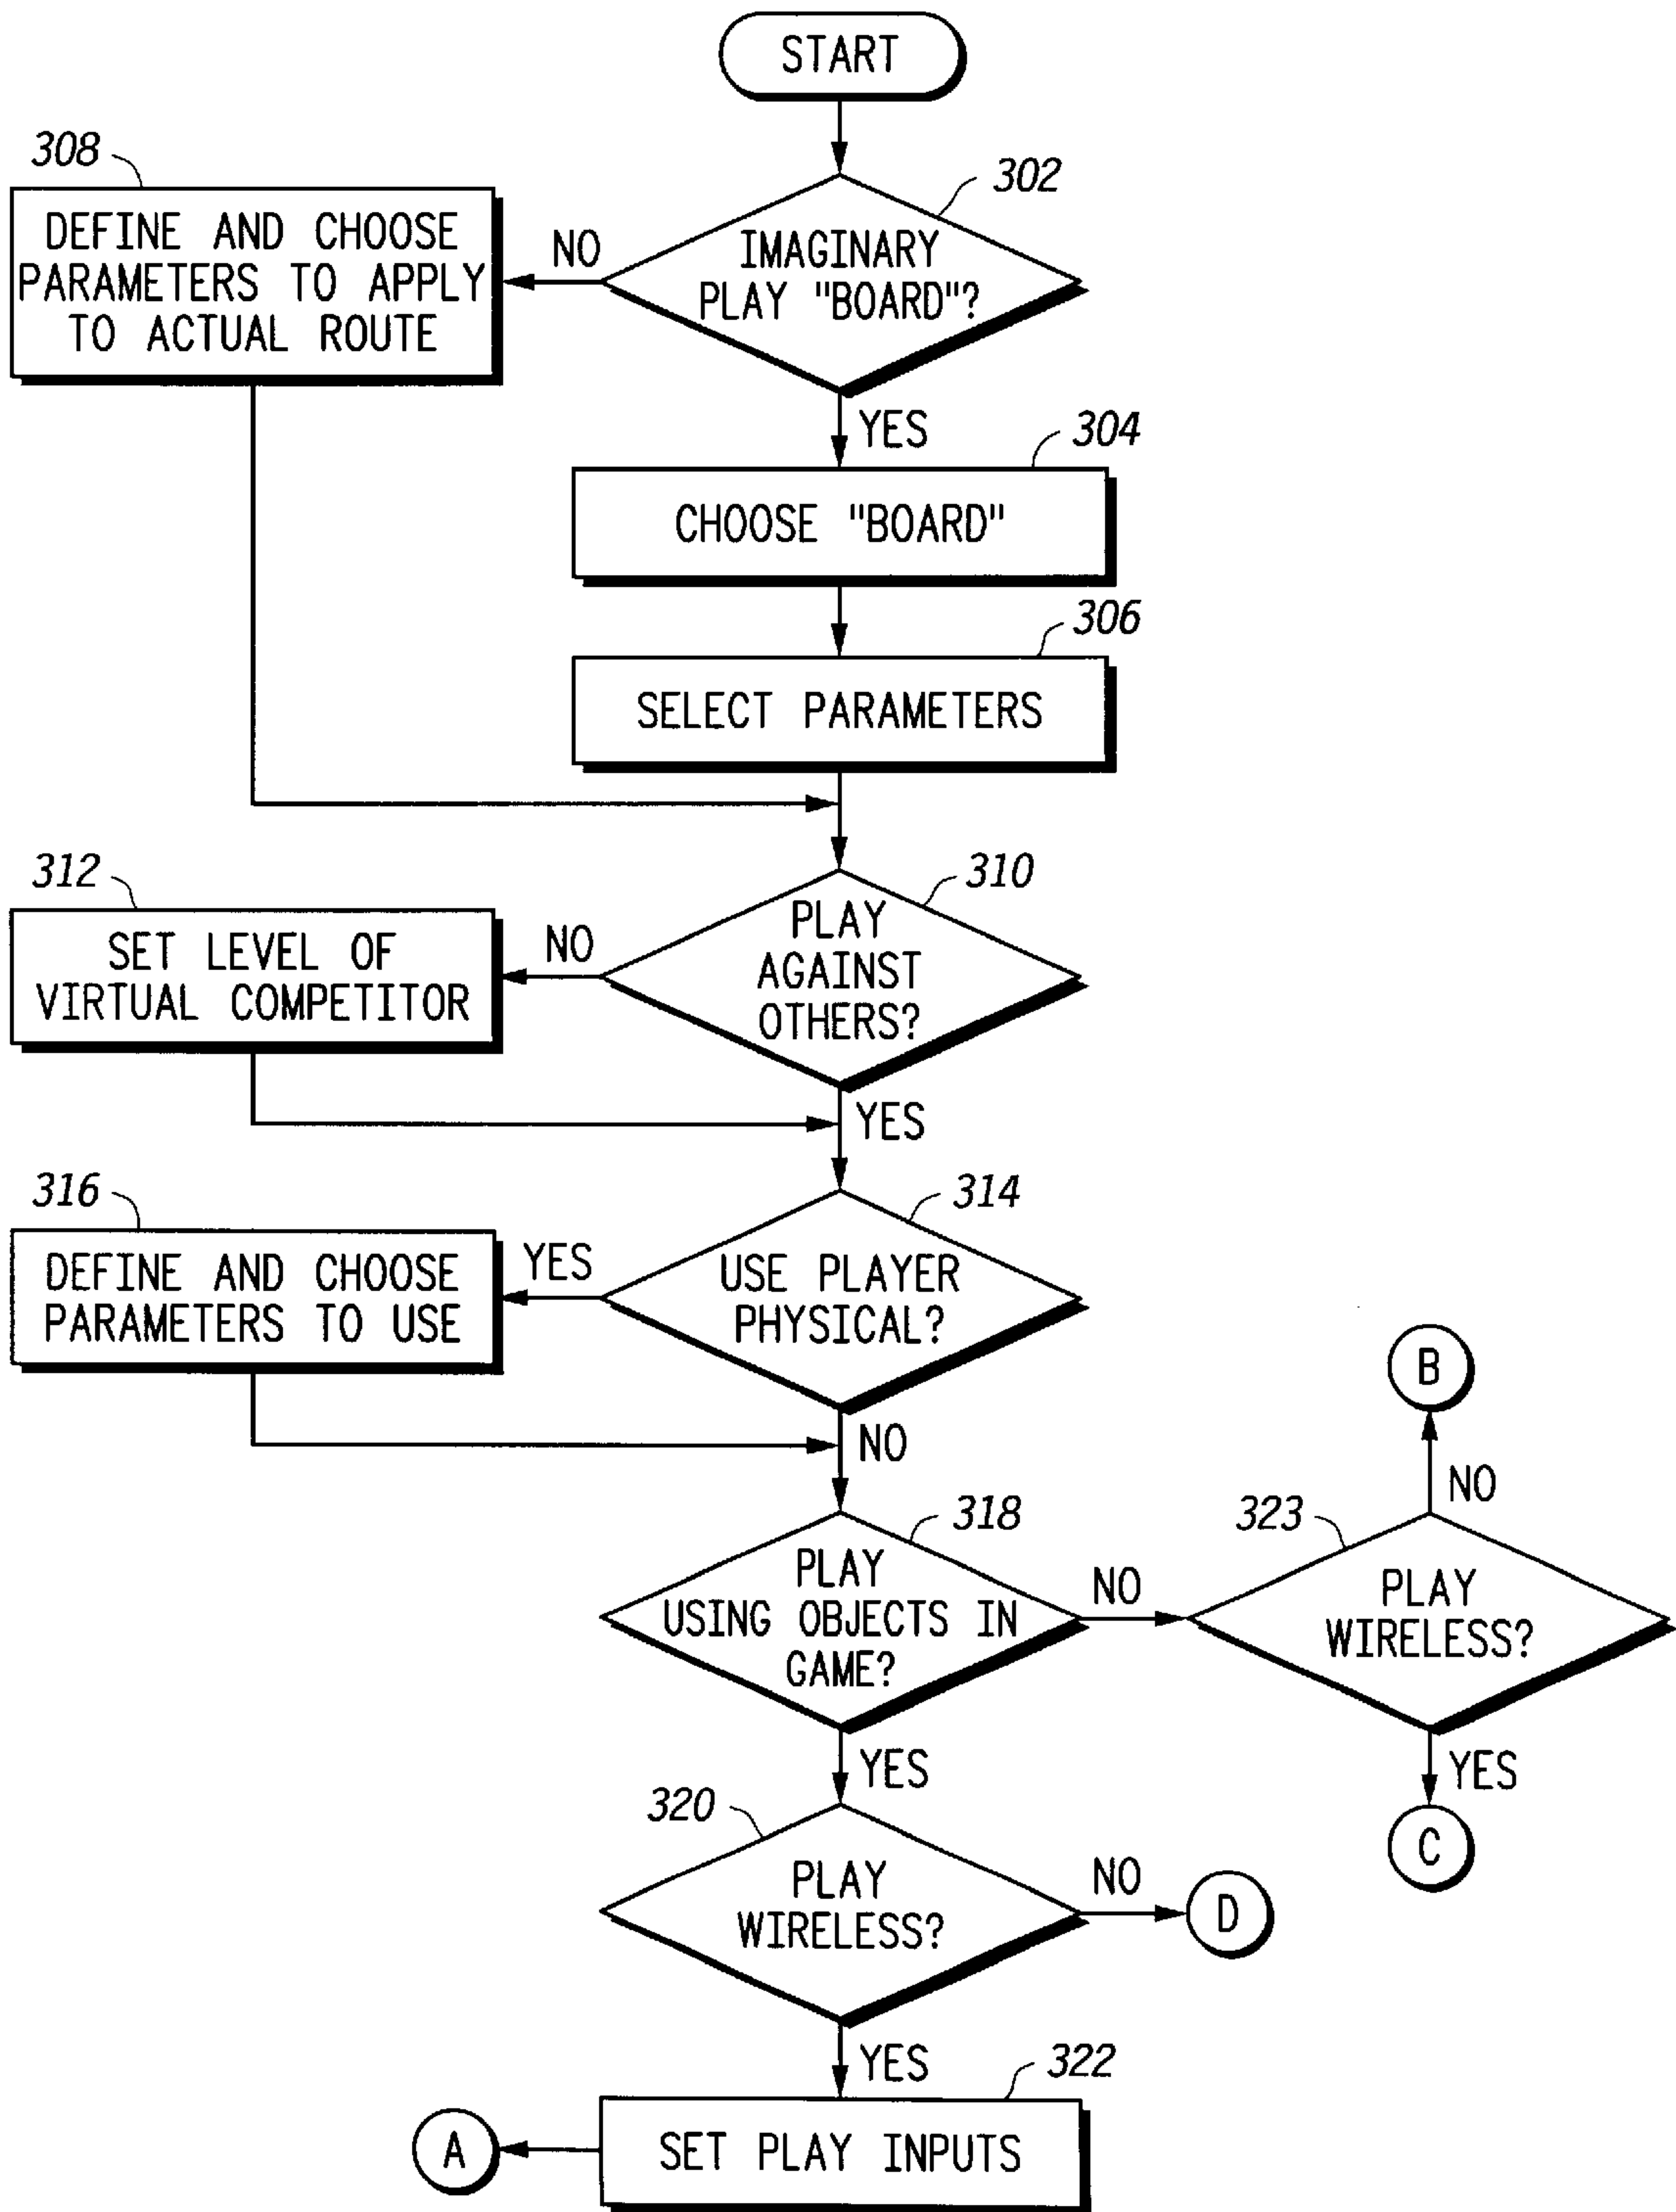 START
302
IMAGINARY
PLAY "BOARD"?
NO
308
DEFINE AND CHOOSE
PARAMETERS TO APPLY
TO ACTUAL ROUTE
YES
304
CHOOSE "BOARD"
306
SELECT PARAMETERS
310
PLAY
AGAINST
OTHERS?
NO
312
SET LEVEL OF
VIRTUAL COMPETITOR
YES
314
USE PLAYER
PHYSICAL?
YES
316
DEFINE AND CHOOSE
PARAMETERS TO USE
NO
318
PLAY
USING OBJECTS IN
GAME?
NO
323
PLAY
WIRELESS?
NO
B
YES
C
YES
320
PLAY
WIRELESS?
NO
D
YES
322
SET PLAY INPUTS
A